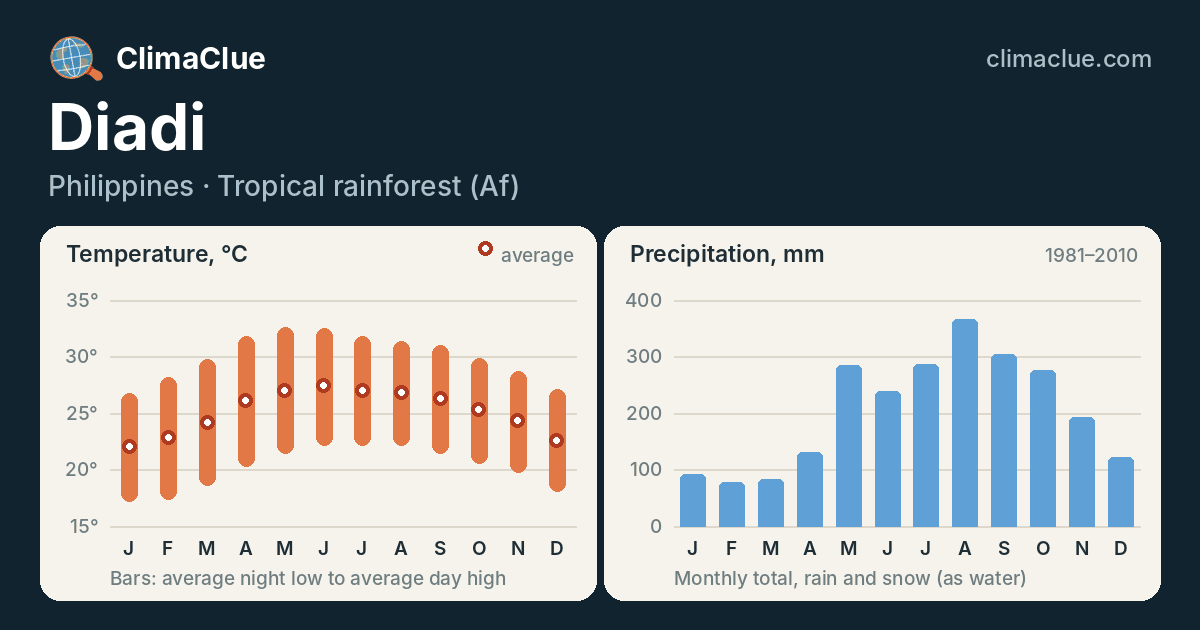 ClimaClue
climaclue.com
Diadi
Philippines · Tropical rainforest (Af)
Temperature, °C
average
35°
30°
25°
20°
15°
J F M A M J J A S O N D
Bars: average night low to average day high
Precipitation, mm
1981–2010
400
300
200
100
0
J F M A M J J A S O N D
Monthly total, rain and snow (as water)